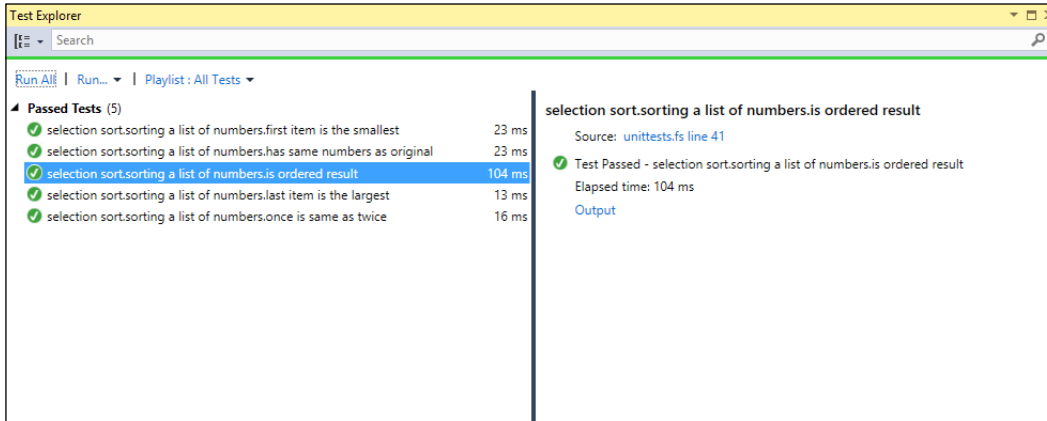 Test Explorer
Search
Run All | Run... | Playlist : All Tests
Passed Tests (5)
selection sort.sorting a list of numbers.first item is the smallest 23 ms
selection sort.sorting a list of numbers.has same numbers as original 23 ms
selection sort.sorting a list of numbers.is ordered result 104 ms
selection sort.sorting a list of numbers.last item is the largest 13 ms
selection sort.sorting a list of numbers.once is same as twice 16 ms
selection sort.sorting a list of numbers.is ordered result
Source: unittests.fs line 41
Test Passed - selection sort.sorting a list of numbers.is ordered result
Elapsed time: 104 ms
Output